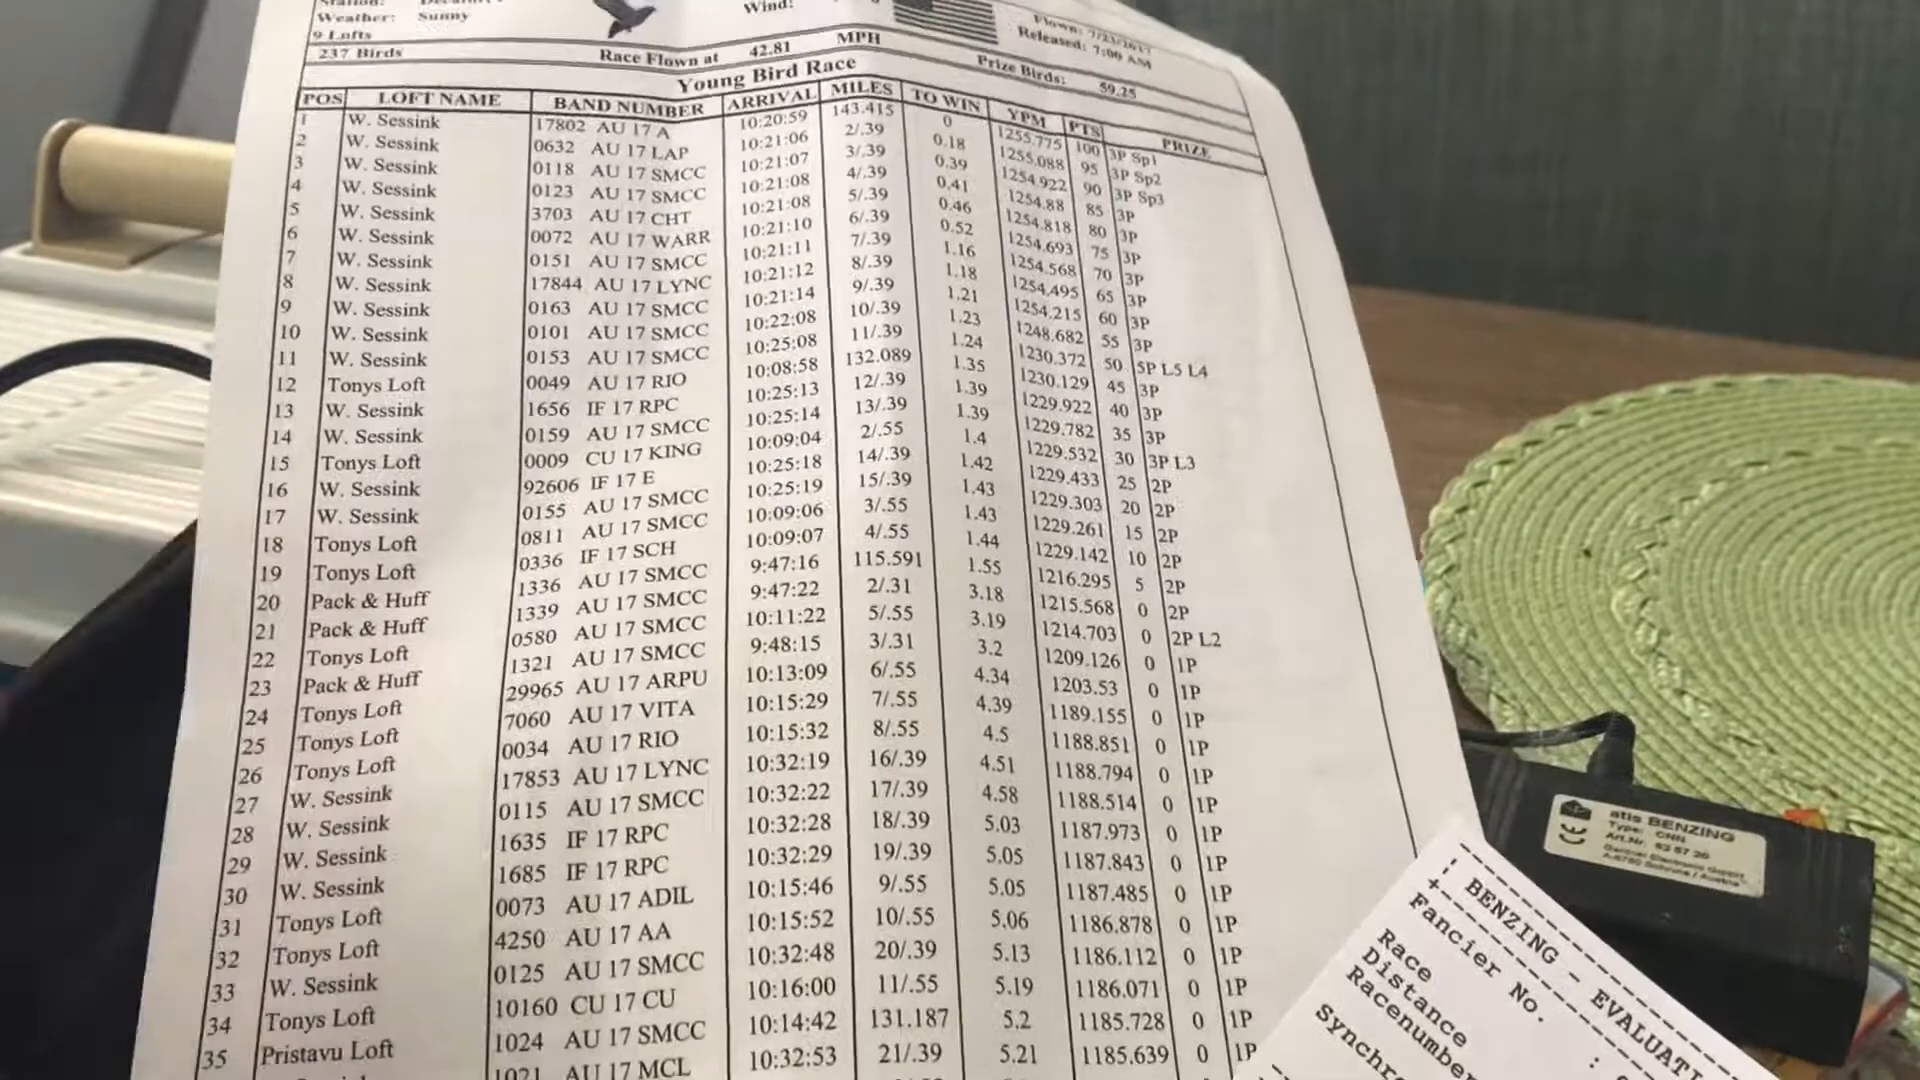 Weather: Sunny
Wind:
Flown: 7/23/2017
9 Lofts
Released: 7:00 AM
237 Birds Race Flown at 42.81 MPH Prize Birds: 59.25
Young Bird Race
POS LOFT NAME BAND NUMBER ARRIVAL MILES TO WIN YPM PTS PRIZE
1 W. Sessink 17802 AU 17 A 10:20:59 143.415 0 1255.775 100 3P Sp1
2 W. Sessink 0632 AU 17 LAP 10:21:06 2/.39 0.18 1255.088 95 3P Sp2
3 W. Sessink 0118 AU 17 SMCC 10:21:07 3/.39 0.39 1254.922 90 3P Sp3
4 W. Sessink 0123 AU 17 SMCC 10:21:08 4/.39 0.41 1254.88 85 3P
5 W. Sessink 3703 AU 17 CHT 10:21:08 5/.39 0.46 1254.818 80 3P
6 W. Sessink 0072 AU 17 WARR 10:21:10 6/.39 0.52 1254.693 75 3P
7 W. Sessink 0151 AU 17 SMCC 10:21:11 7/.39 1.16 1254.568 70 3P
8 W. Sessink 17844 AU 17 LYNC 10:21:12 8/.39 1.18 1254.495 65 3P
9 W. Sessink 0163 AU 17 SMCC 10:21:14 9/.39 1.21 1254.215 60 3P
10 W. Sessink 0101 AU 17 SMCC 10:22:08 10/.39 1.23 1248.682 55 3P
11 W. Sessink 0153 AU 17 SMCC 10:25:08 11/.39 1.24 1230.372 50 5P L5 L4
12 Tonys Loft 0049 AU 17 RIO 10:08:58 132.089 1.35 1230.129 45 3P
13 W. Sessink 1656 IF 17 RPC 10:25:13 12/.39 1.39 1229.922 40 3P
14 W. Sessink 0159 AU 17 SMCC 10:25:14 13/.39 1.39 1229.782 35 3P
15 Tonys Loft 0009 CU 17 KING 10:09:04 2/.55 1.4 1229.532 30 3P L3
16 W. Sessink 92606 IF 17 E 10:25:18 14/.39 1.42 1229.433 25 2P
17 W. Sessink 0155 AU 17 SMCC 10:25:19 15/.39 1.43 1229.303 20 2P
18 Tonys Loft 0811 AU 17 SMCC 10:09:06 3/.55 1.43 1229.261 15 2P
19 Tonys Loft 0336 IF 17 SCH 10:09:07 4/.55 1.44 1229.142 10 2P
20 Pack & Huff 1336 AU 17 SMCC 9:47:16 115.591 1.55 1216.295 5 2P
21 Pack & Huff 1339 AU 17 SMCC 9:47:22 2/.31 3.18 1215.568 0 2P
22 Tonys Loft 0580 AU 17 SMCC 10:11:22 5/.55 3.19 1214.703 0 2P L2
23 Pack & Huff 1321 AU 17 SMCC 9:48:15 3/.31 3.2 1209.126 0 1P
24 Tonys Loft 29965 AU 17 ARPU 10:13:09 6/.55 4.34 1203.53 0 1P
25 Tonys Loft 7060 AU 17 VITA 10:15:29 7/.55 4.39 1189.155 0 1P
26 Tonys Loft 0034 AU 17 RIO 10:15:32 8/.55 4.5 1188.851 0 1P
27 W. Sessink 17853 AU 17 LYNC 10:32:19 16/.39 4.51 1188.794 0 1P
28 W. Sessink 0115 AU 17 SMCC 10:32:22 17/.39 4.58 1188.514 0 1P
29 W. Sessink 1635 IF 17 RPC 10:32:28 18/.39 5.03 1187.973 0 1P
30 W. Sessink 1685 IF 17 RPC 10:32:29 19/.39 5.05 1187.843 0 1P
31 Tonys Loft 0073 AU 17 ADIL 10:15:46 9/.55 5.05 1187.485 0 1P
32 Tonys Loft 4250 AU 17 AA 10:15:52 10/.55 5.06 1186.878 0 1P
33 W. Sessink 0125 AU 17 SMCC 10:32:48 20/.39 5.13 1186.112 0 1P
34 Tonys Loft 10160 CU 17 CU 10:16:00 11/.55 5.19 1186.071 0 1P
35 Pristavu Loft 1024 AU 17 SMCC 10:14:42 131.187 5.2 1185.728 0 1P
1021 AU 17 MCL 10:32:53 21/.39 5.21 1185.639 0 1P
atis BENZING
Type: CNN
Art.Nr: 63 57 20
BENZING - EVALUATI
Fancier No. :
Race
Distance
Racenumber
Synchro